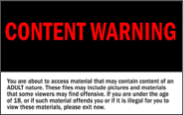 CONTENT WARNING
You are about to access material that may contain content of an
ADULT nature. These files may include pictures and materials
that some viewers may find offensive. If you are under the age
of 18, or if such material offends you or if it is illegal for you to
view these materials, please exit now.